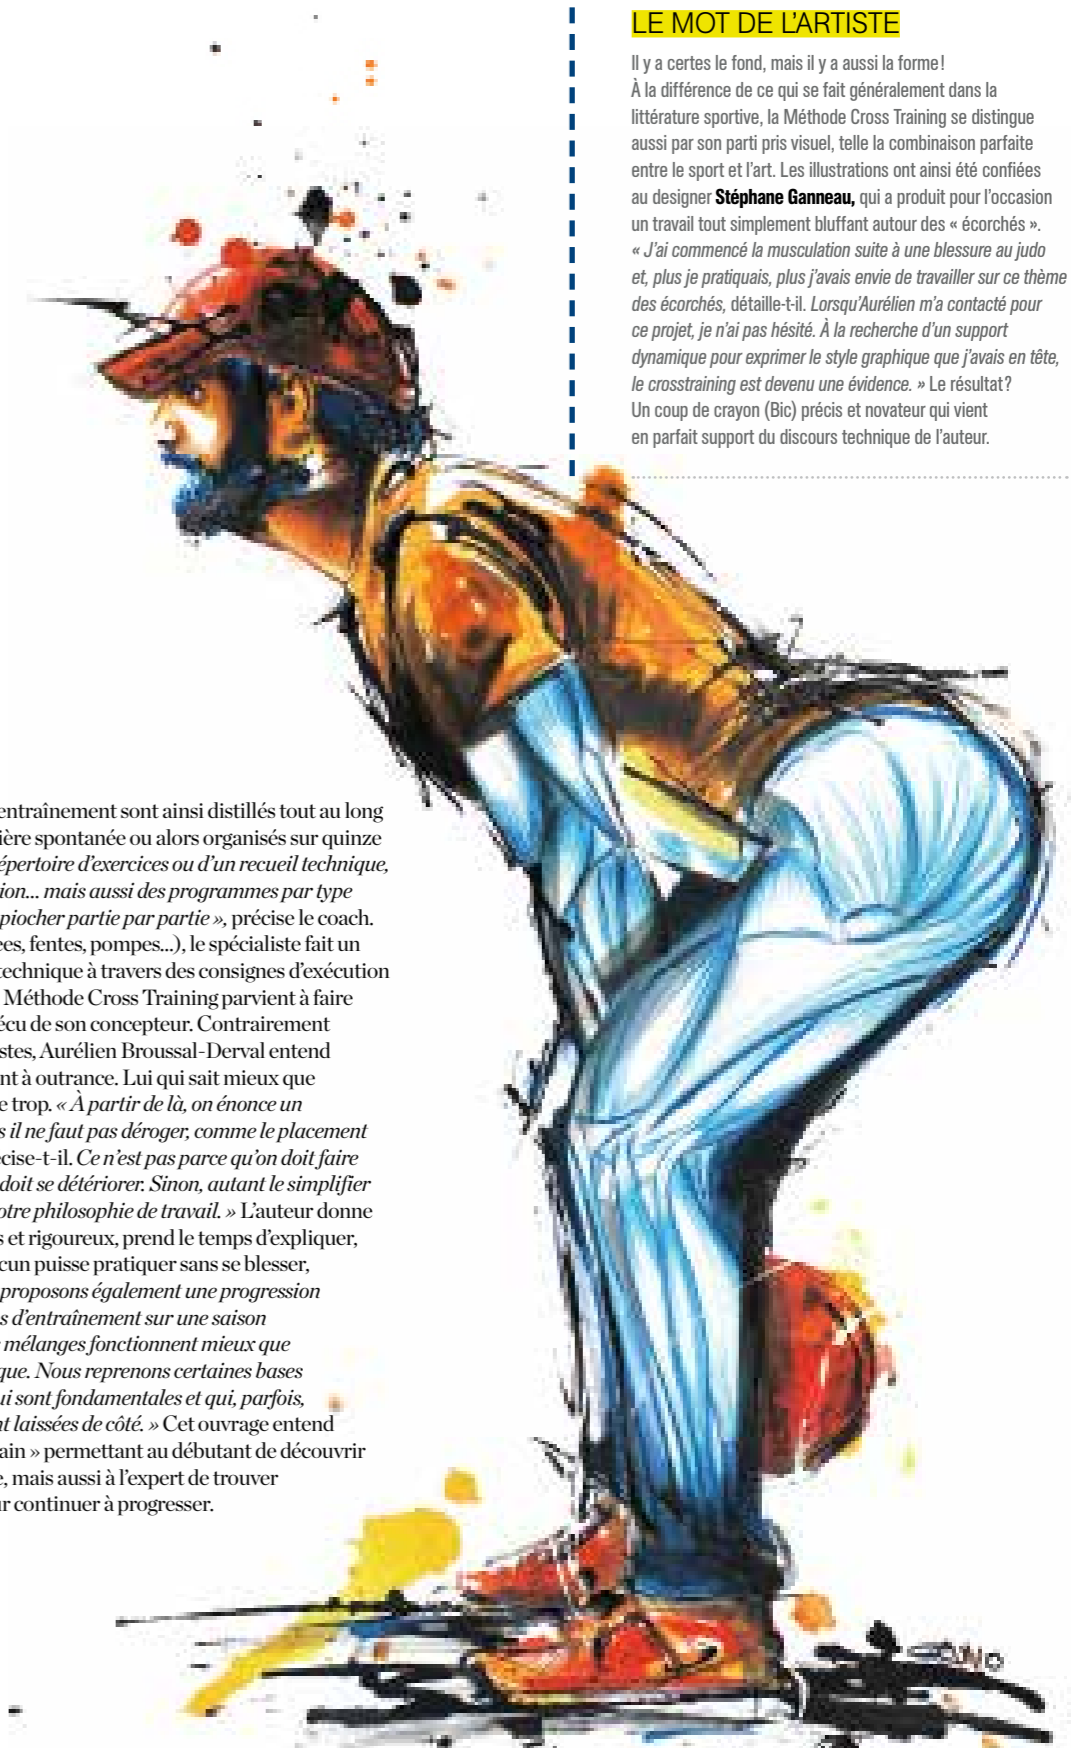 LE MOT DE L'ARTISTE
Il y a certes le fond, mais il y a aussi la forme!
À la différence de ce qui se fait généralement dans la
littérature sportive, la Méthode Cross Training se distingue
aussi par son parti pris visuel, telle la combinaison parfaite
entre le sport et l'art. Les illustrations ont ainsi été confiées
au designer Stéphane Ganneau, qui a produit pour l'occasion
un travail tout simplement bluffant autour des « écorchés ».
« J'ai commencé la musculation suite à une blessure au judo
et, plus je pratiquais, plus j'avais envie de travailler sur ce thème
des écorchés, détaille-t-il. Lorsqu'Aurélien m'a contacté pour
ce projet, je n'ai pas hésité. À la recherche d'un support
dynamique pour exprimer le style graphique que j'avais en tête,
le crosstraining est devenu une évidence. » Le résultat?
Un coup de crayon (Bic) précis et novateur qui vient
en parfait support du discours technique de l'auteur.
entraînement sont ainsi distillés tout au long
ière spontanée ou alors organisés sur quinze
épertoire d'exercices ou d'un recueil technique,
ion... mais aussi des programmes par type
piocher partie par partie », précise le coach.
ees, fentes, pompes...), le spécialiste fait un
technique à travers des consignes d'exécution
Méthode Cross Training parvient à faire
écu de son concepteur. Contrairement
stes, Aurélien Broussal-Derval entend
nt à outrance. Lui qui sait mieux que
e trop. « À partir de là, on énonce un
s il ne faut pas déroger, comme le placement
cise-t-il. Ce n'est pas parce qu'on doit faire
doit se détériorer. Sinon, autant le simplifier
otre philosophie de travail. » L'auteur donne
s et rigoureux, prend le temps d'expliquer,
cun puisse pratiquer sans se blesser,
proposons également une progression
s d'entraînement sur une saison
mélanges fonctionnent mieux que
que. Nous reprenons certaines bases
ui sont fondamentales et qui, parfois,
nt laissées de côté. » Cet ouvrage entend
ain » permettant au débutant de découvrir
e, mais aussi à l'expert de trouver
ur continuer à progresser.